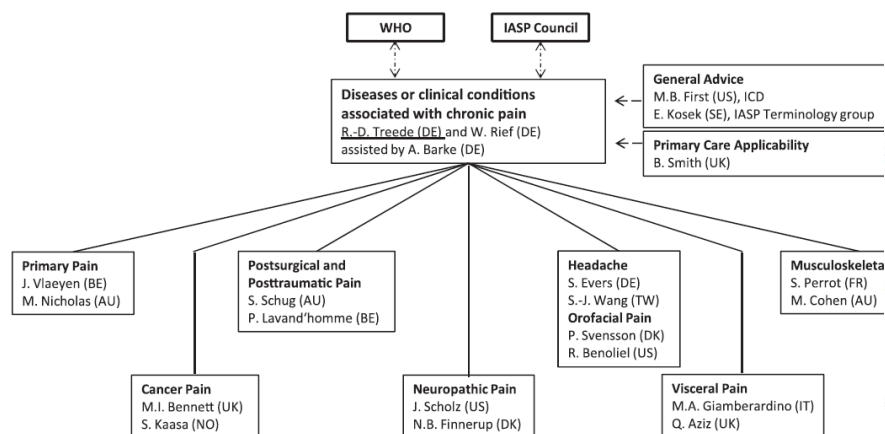 WHO
IASP Council
Diseases or clinical conditions
associated with chronic pain
R.-D. Treede (DE) and W. Rief (DE)
assisted by A. Barke (DE)
General Advice
M.B. First (US), ICD
E. Kosek (SE), IASP Terminology group
Primary Care Applicability
B. Smith (UK)
Primary Pain
J. Vlaeyen (BE)
M. Nicholas (AU)
Postsurgical and
Posttraumatic Pain
S. Schug (AU)
P. Lavand'homme (BE)
Headache
S. Evers (DE)
S.-J. Wang (TW)
Orofacial Pain
P. Svensson (DK)
R. Benoliel (US)
Musculoskeleta
S. Perrot (FR)
M. Cohen (AU)
Cancer Pain
M.I. Bennett (UK)
S. Kaasa (NO)
Neuropathic Pain
J. Scholz (US)
N.B. Finnerup (DK)
Visceral Pain
M.A. Giamberardino (IT)
Q. Aziz (UK)